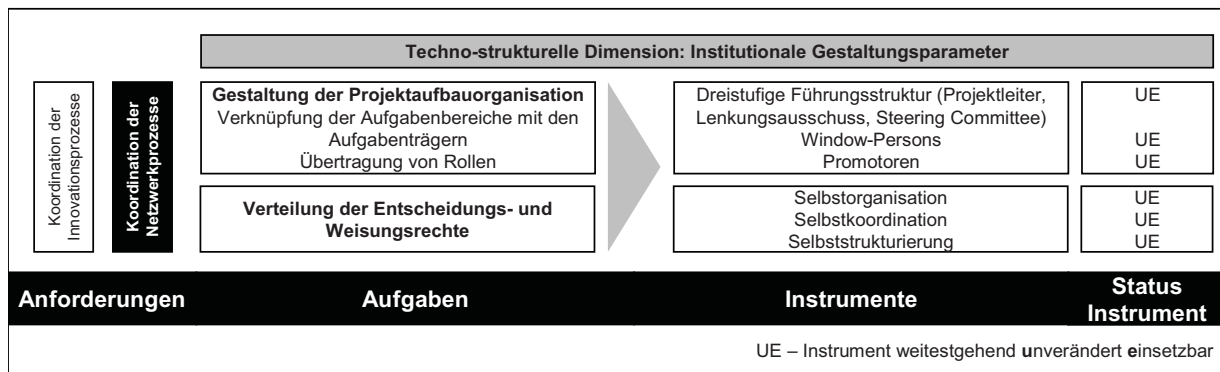 Techno-strukturelle Dimension: Institutionale Gestaltungsparameter
Koordination der
Innovationsprozesse
Koordination der
Netzwerkprozesse
Gestaltung der Projektaufbauorganisation
Verknüpfung der Aufgabenbereiche mit den
Aufgabenträgern
Übertragung von Rollen
Dreistufige Führungsstruktur (Projektleiter,
Lenkungsausschuss, Steering Committee)
Window-Persons
Promotoren
UE
UE
UE
Verteilung der Entscheidungs- und
Weisungsrechte
Selbstorganisation
Selbstkoordination
Selbststrukturierung
UE
UE
UE
Anforderungen
Aufgaben
Instrumente
Status
Instrument
UE – Instrument weitestgehend unverändert einsetzbar